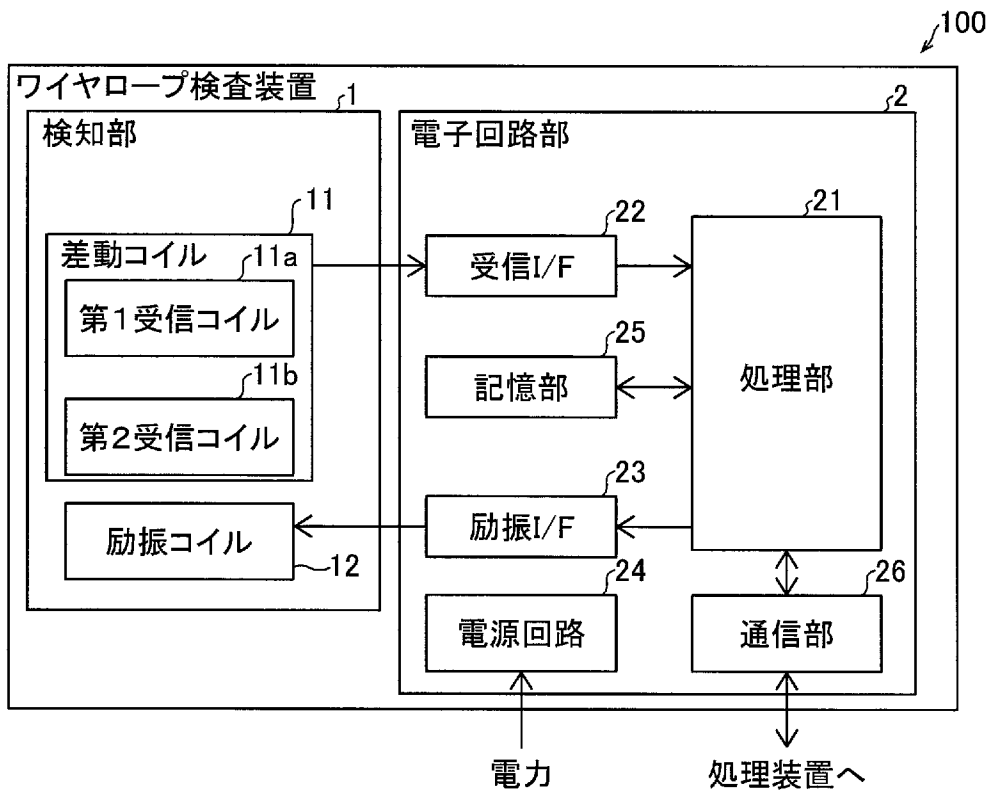 100
ワイヤロープ検査装置
1
検知部
11
差動コイル
11a
第1受信コイル
11b
第2受信コイル
励振コイル
12
2
電子回路部
22
受信I/F
21
処理部
25
記憶部
23
励振I/F
24
電源回路
26
通信部
電力
処理装置へ